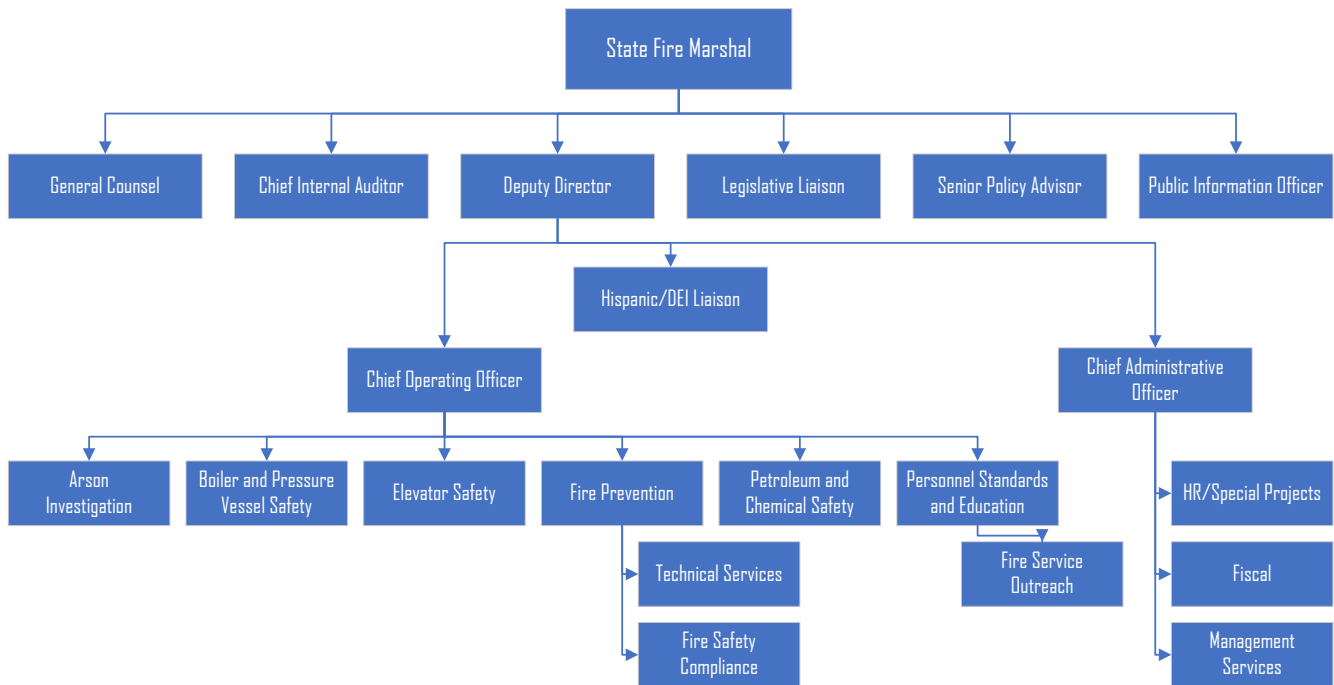 State Fire Marshal
General Counsel
Chief Internal Auditor
Deputy Director
Legislative Liaison
Senior Policy Advisor
Public Information Officer
Hispanic/DEI Liaison
Chief Operating Officer
Chief Administrative
Officer
Arson
Investigation
Boiler and Pressure
Vessel Safety
Elevator Safety
Fire Prevention
Petroleum and
Chemical Safety
Personnel Standards
and Education
HR/Special Projects
Technical Services
Fire Service
Outreach
Fiscal
Fire Safety
Compliance
Management
Services